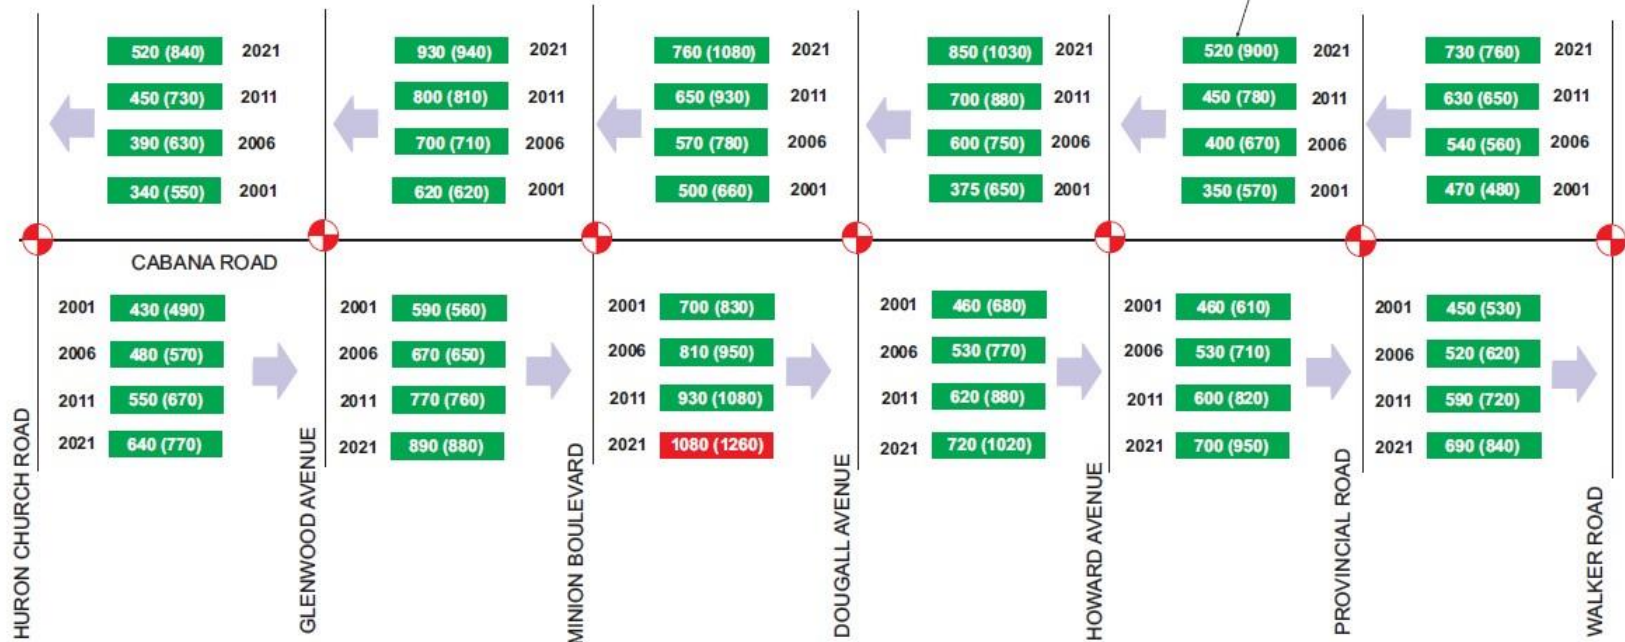 520 (840) 2021 930 (940) 2021 760 (1080) 2021 850 (1030) 2021 520 (900) 2021 730 (760) 2021
450 (730) 2011 800 (810) 2011 650 (930) 2011 700 (880) 2011 450 (780) 2011 630 (650) 2011
390 (630) 2006 700 (710) 2006 570 (780) 2006 600 (750) 2006 400 (670) 2006 540 (560) 2006
340 (550) 2001 620 (620) 2001 500 (660) 2001 375 (650) 2001 350 (570) 2001 470 (480) 2001
CABANA ROAD
2001 430 (490) 2001 590 (560) 2001 700 (830) 2001 460 (680) 2001 460 (610) 2001 450 (530)
2006 480 (570) 2006 670 (650) 2006 810 (950) 2006 530 (770) 2006 530 (710) 2006 520 (620)
2011 550 (670) 2011 770 (760) 2011 930 (1080) 2011 620 (880) 2011 600 (820) 2011 590 (720)
2021 640 (770) 2021 890 (880) 2021 1080 (1260) 2021 720 (1020) 2021 700 (950) 2021 690 (840)
HURON CHURCH ROAD
GLENWOOD AVENUE
MINION BOULEVARD
DOUGALL AVENUE
HOWARD AVENUE
PROVINCIAL ROAD
WALKER ROAD